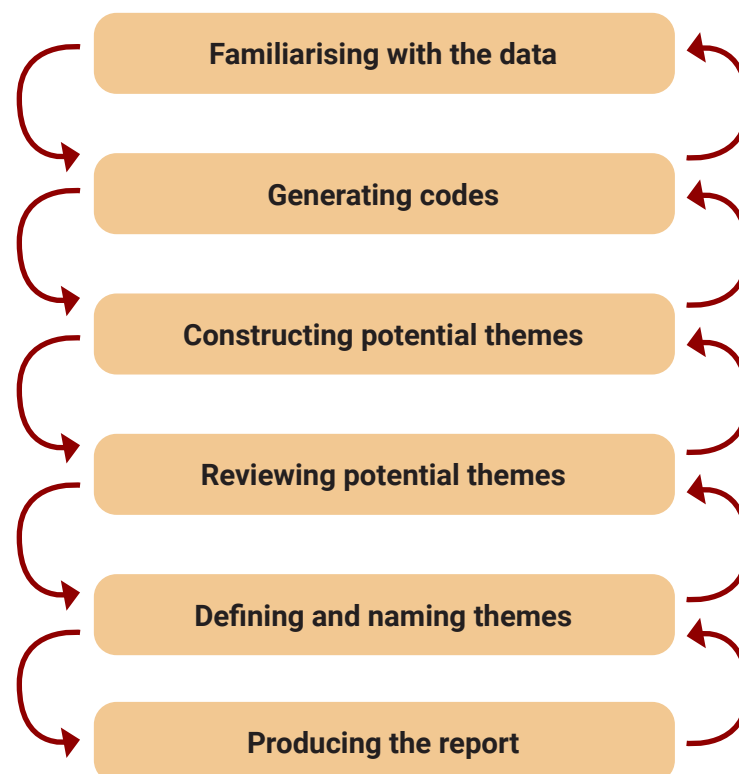 Familiarising with the data
Generating codes
Constructing potential themes
Reviewing potential themes
Defining and naming themes
Producing the report